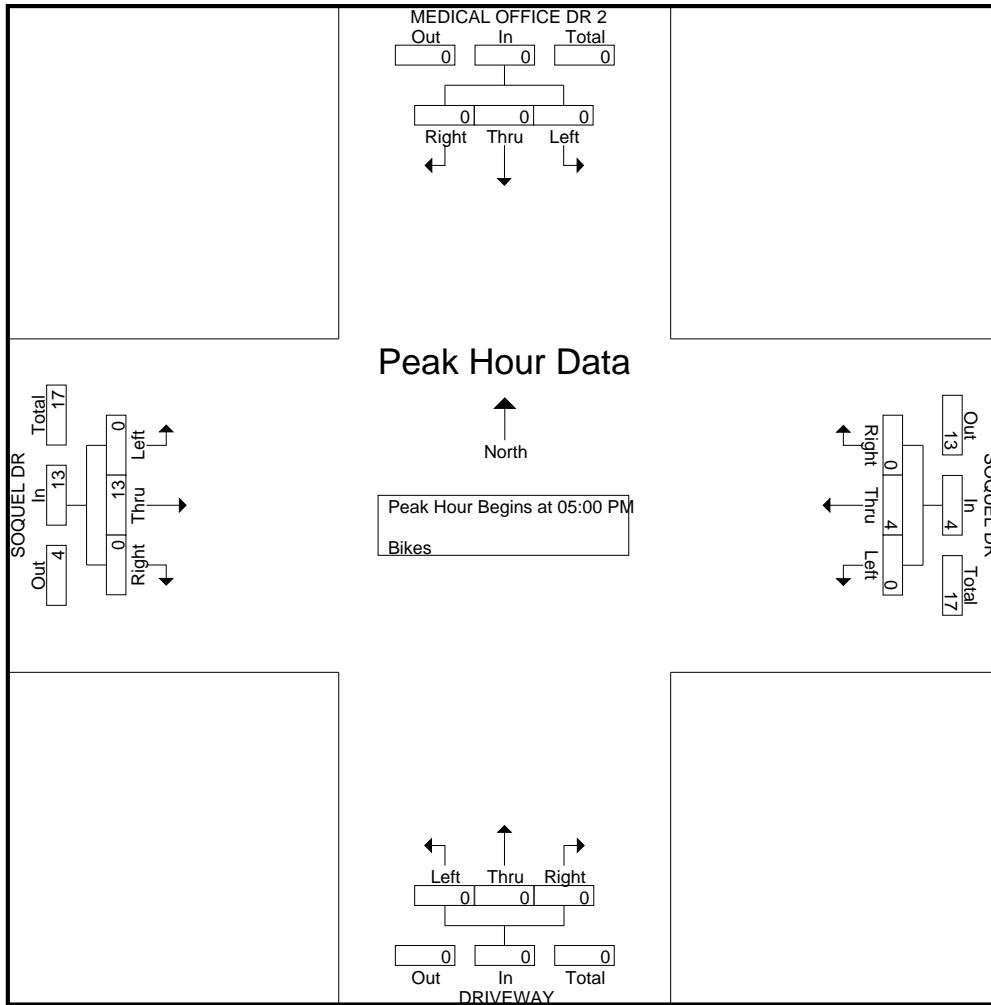 MEDICAL OFFICE DR 2
Out In Total
0 0 0
0 0 0
Right Thru Left
Peak Hour Data
North
Peak Hour Begins at 05:00 PM
Bikes
SOQUEL DR
Total In Out
17 13 4
0 13 0
Left Thru Right
SOQUEL DR
Out In Total
13 4 17
0 4 0
Right Thru Left
Left Thru Right
0 0 0
0 0 0
Out In Total
DRIVEWAY